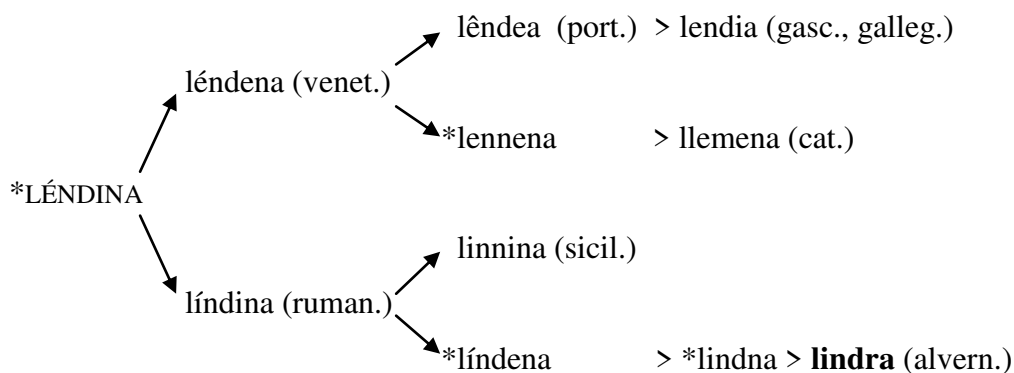 lêndea (port.) > lendia (gasc., galleg.)
léndena (venet.)
*lennena > llemena (cat.)
*LÉNDINA
linnina (sicil.)
líndina (ruman.)
*líndena > *lindna > lindra (alvern.)